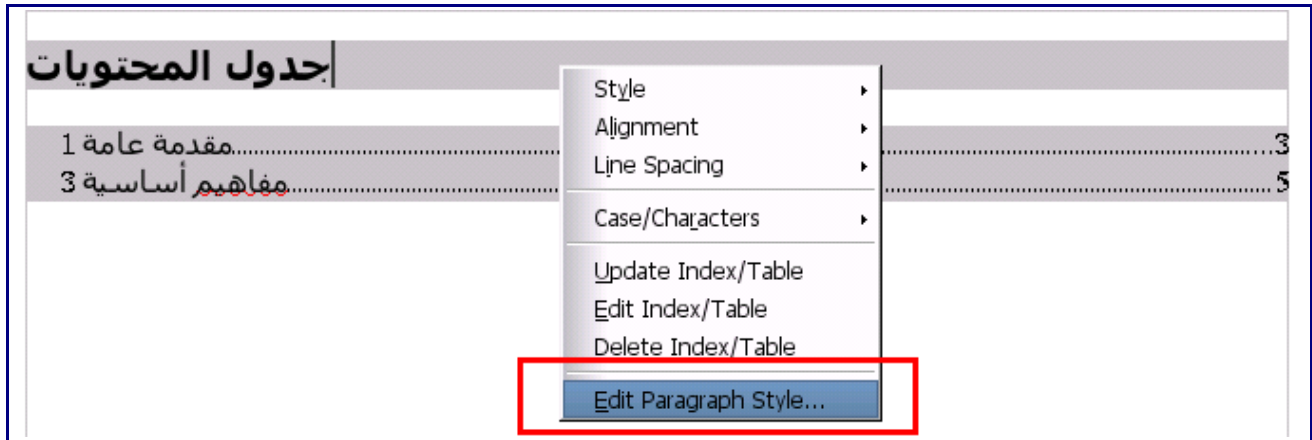 جدول المحتويات
مقدمة عامة 1......................................................3
مفاهيم أساسية 3......................................................5
Style
Alignment
Line Spacing
Case/Characters
Update Index/Table
Edit Index/Table
Delete Index/Table
Edit Paragraph Style...